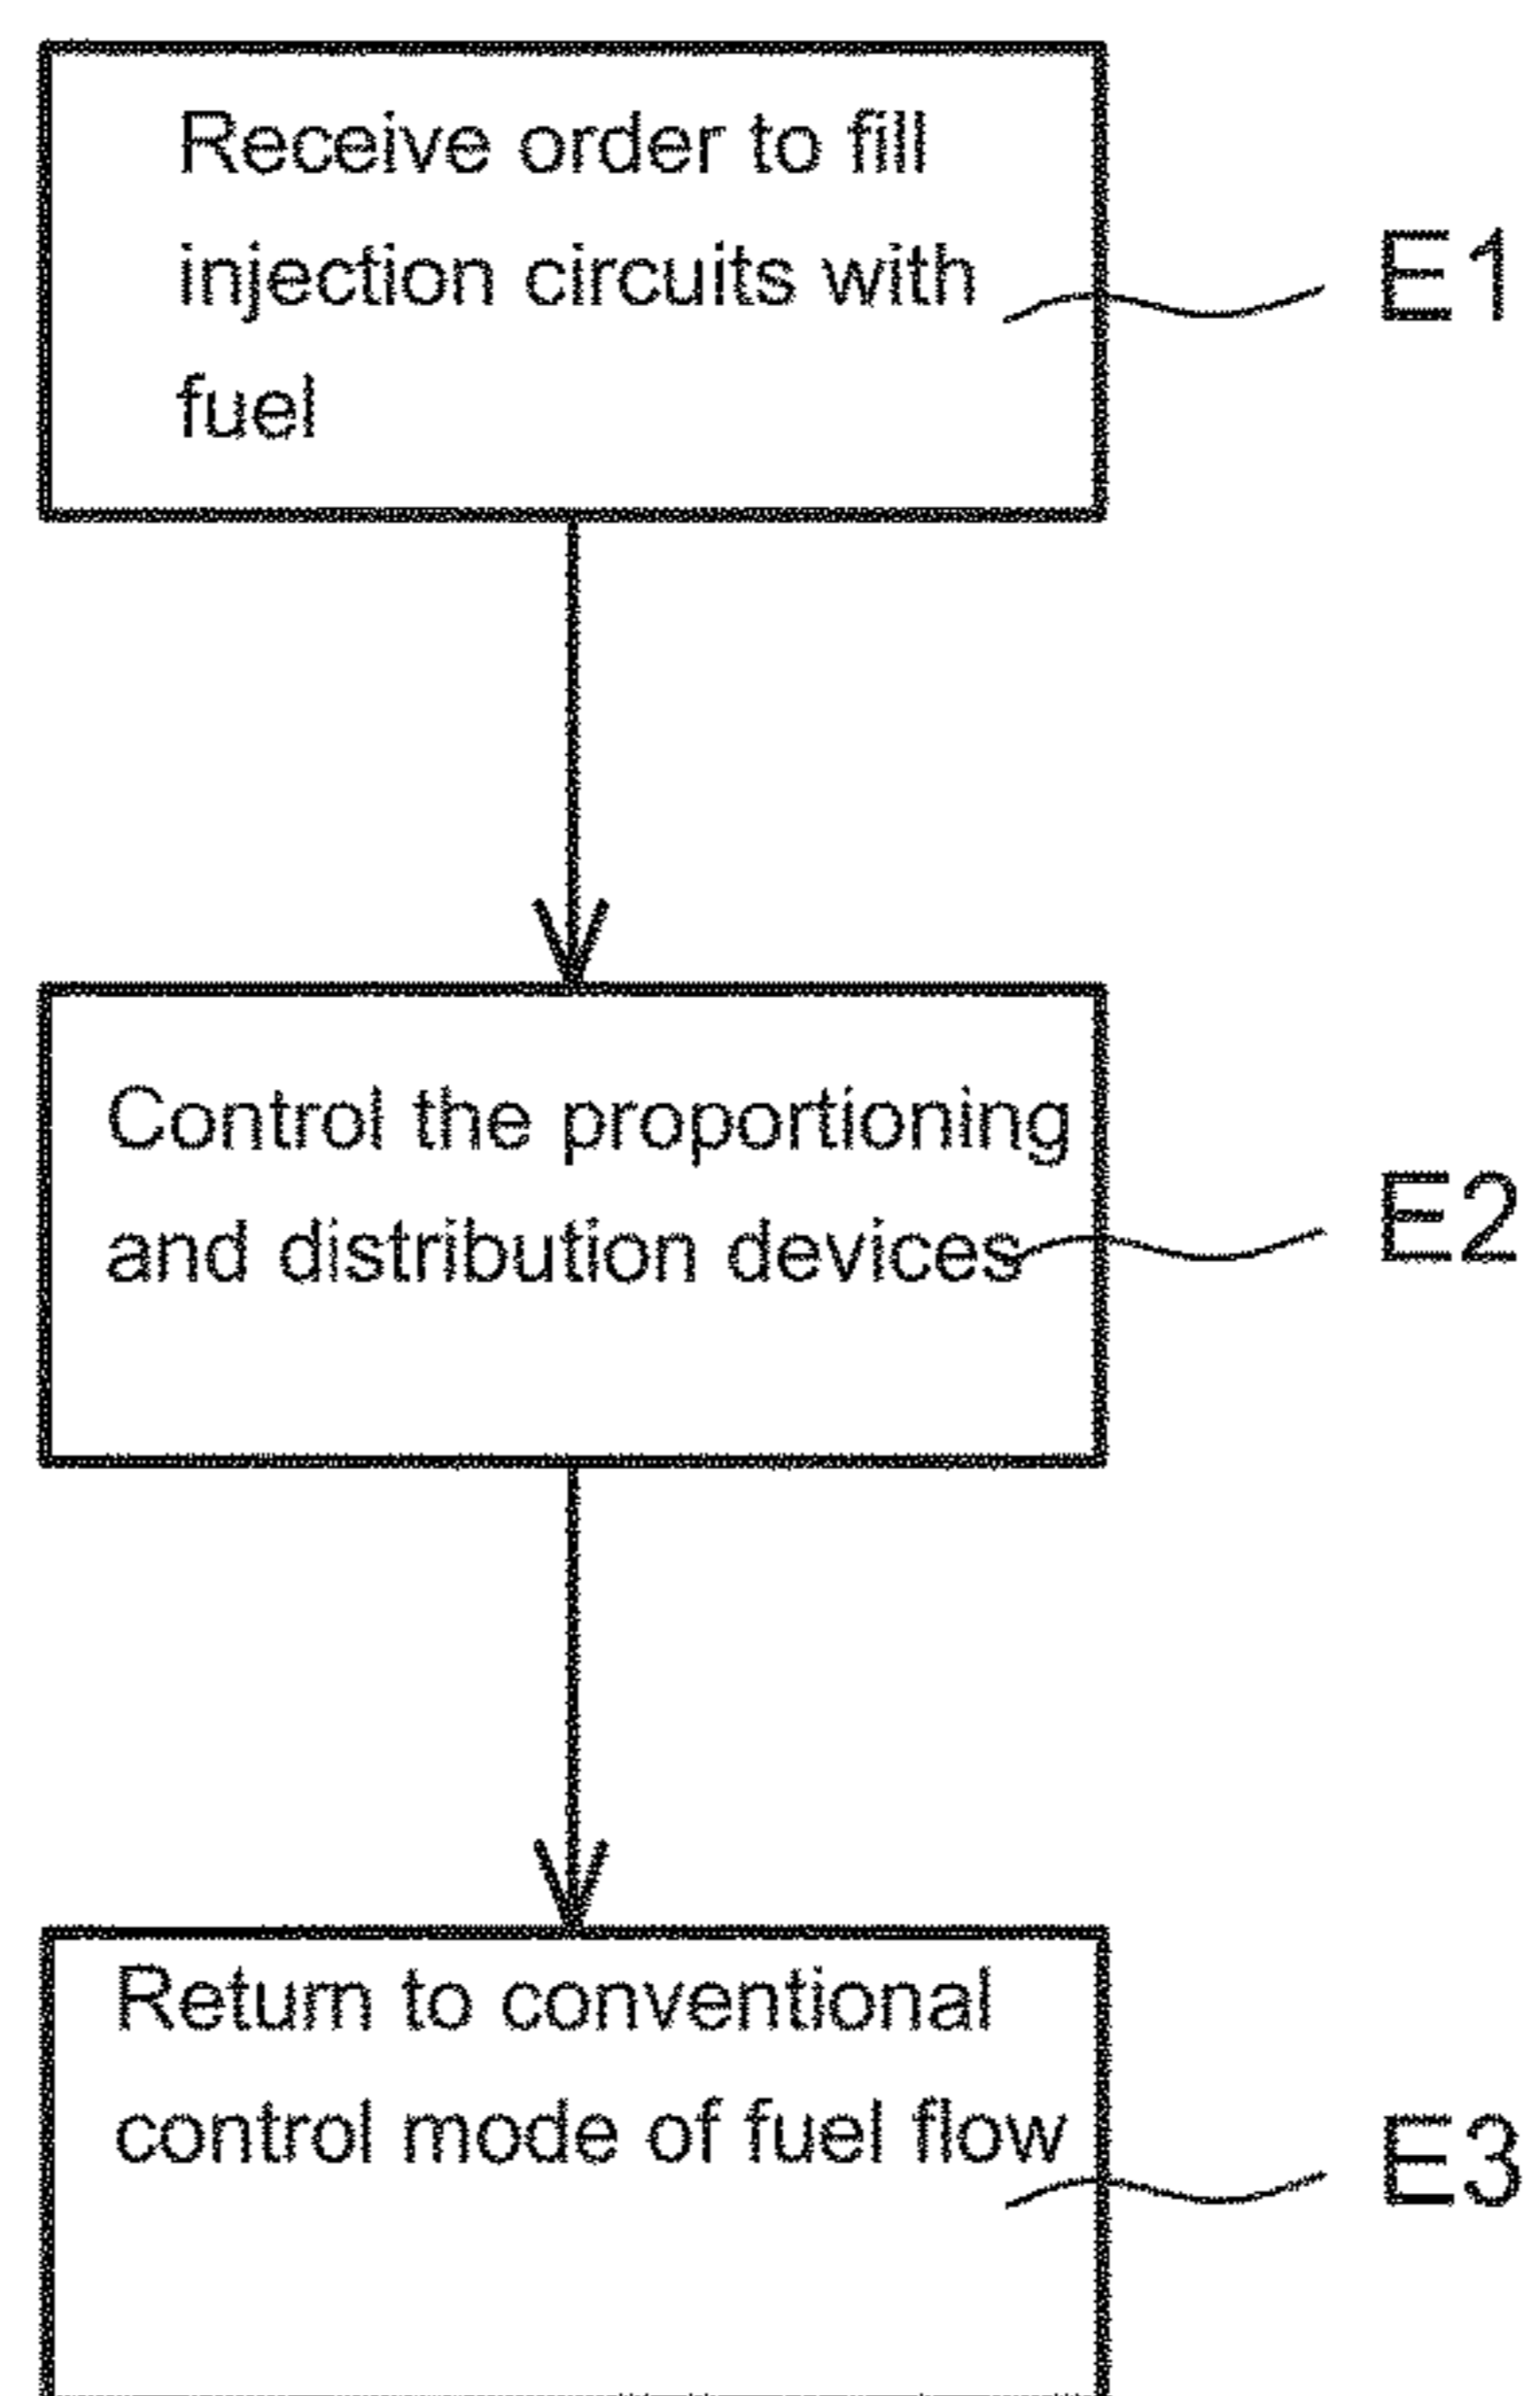 Receive order to fill
injection circuits with
fuel
E1
Control the proportioning
and distribution devices
E2
Return to conventional
control mode of fuel flow
E3